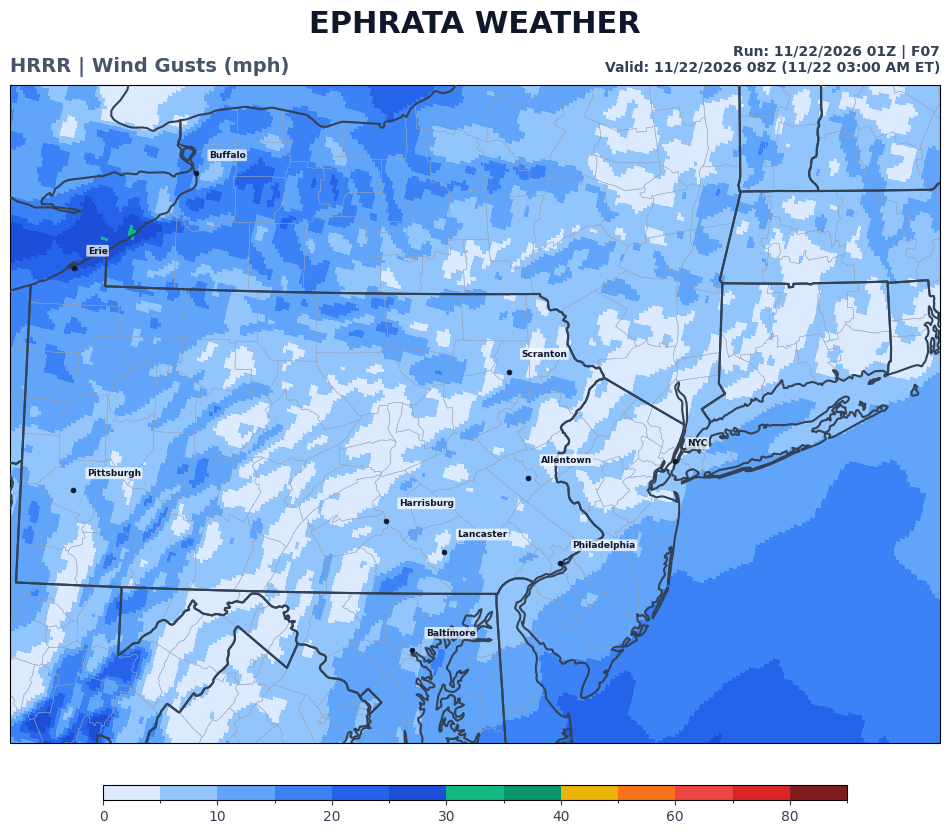 EPHRATA WEATHER
HRRR | Wind Gusts (mph)
Run: 11/22/2026 01Z | F07
Valid: 11/22/2026 08Z (11/22 03:00 AM ET)
Buffalo
Erie
Scranton
NYC
Pittsburgh
Allentown
Harrisburg
Lancaster
Philadelphia
Baltimore
0 10 20 30 40 50 60 70 80